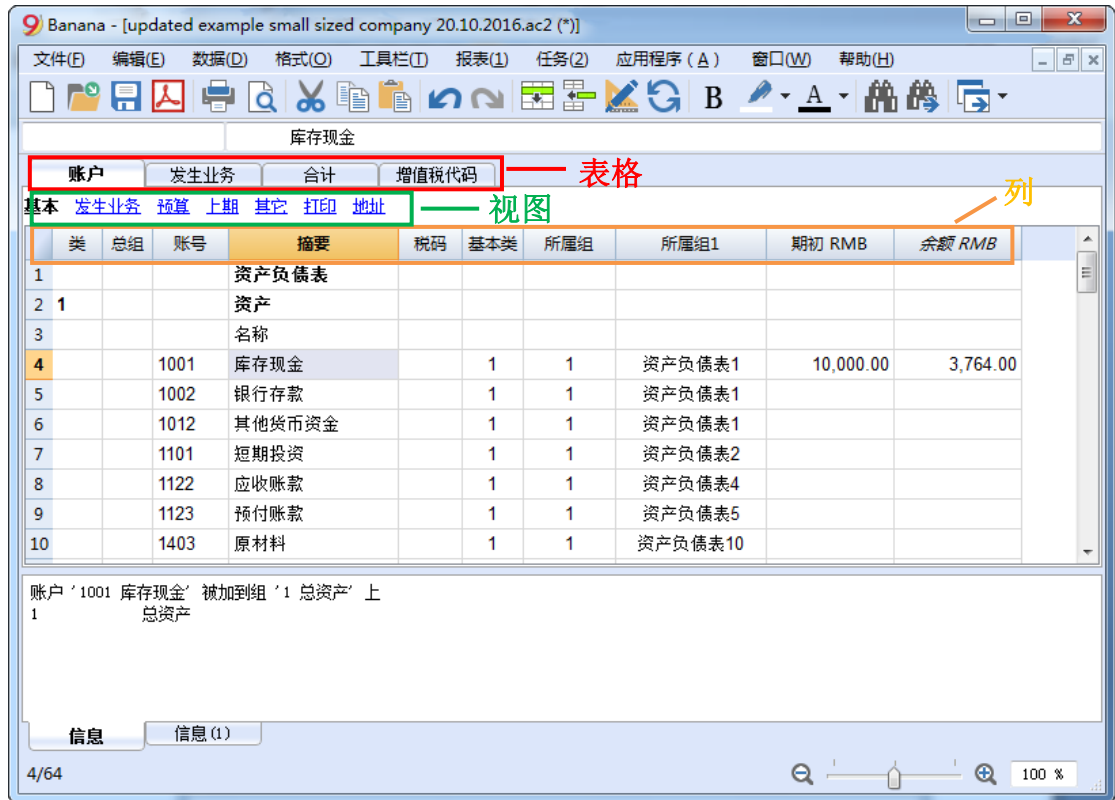 Banana - [updated example small sized company 20.10.2016.ac2 (*)]
文件(F) 编辑(E) 数据(D) 格式(O) 工具栏(T) 报表(1) 任务(2) 应用程序 (A) 窗口(W) 帮助(H)
B A
库存现金
账户 发生业务 合计 增值税代码 表格
基本 发生业务 预算 上期 其它 打印 地址 视图 列
类 总组 账号 摘要 税码 基本类 所属组 所属组1 期初 RMB 余额 RMB
1 资产负债表
2 1 资产
3 名称
4 1001 库存现金 1 1 资产负债表1 10,000.00 3,764.00
5 1002 银行存款 1 1 资产负债表1
6 1012 其他货币资金 1 1 资产负债表1
7 1101 短期投资 1 1 资产负债表2
8 1122 应收账款 1 1 资产负债表4
9 1123 预付账款 1 1 资产负债表5
10 1403 原材料 1 1 资产负债表10
账户 '1001 库存现金' 被加到组 '1 总资产' 上
1 总资产
信息 信息(1)
4/64 100 %